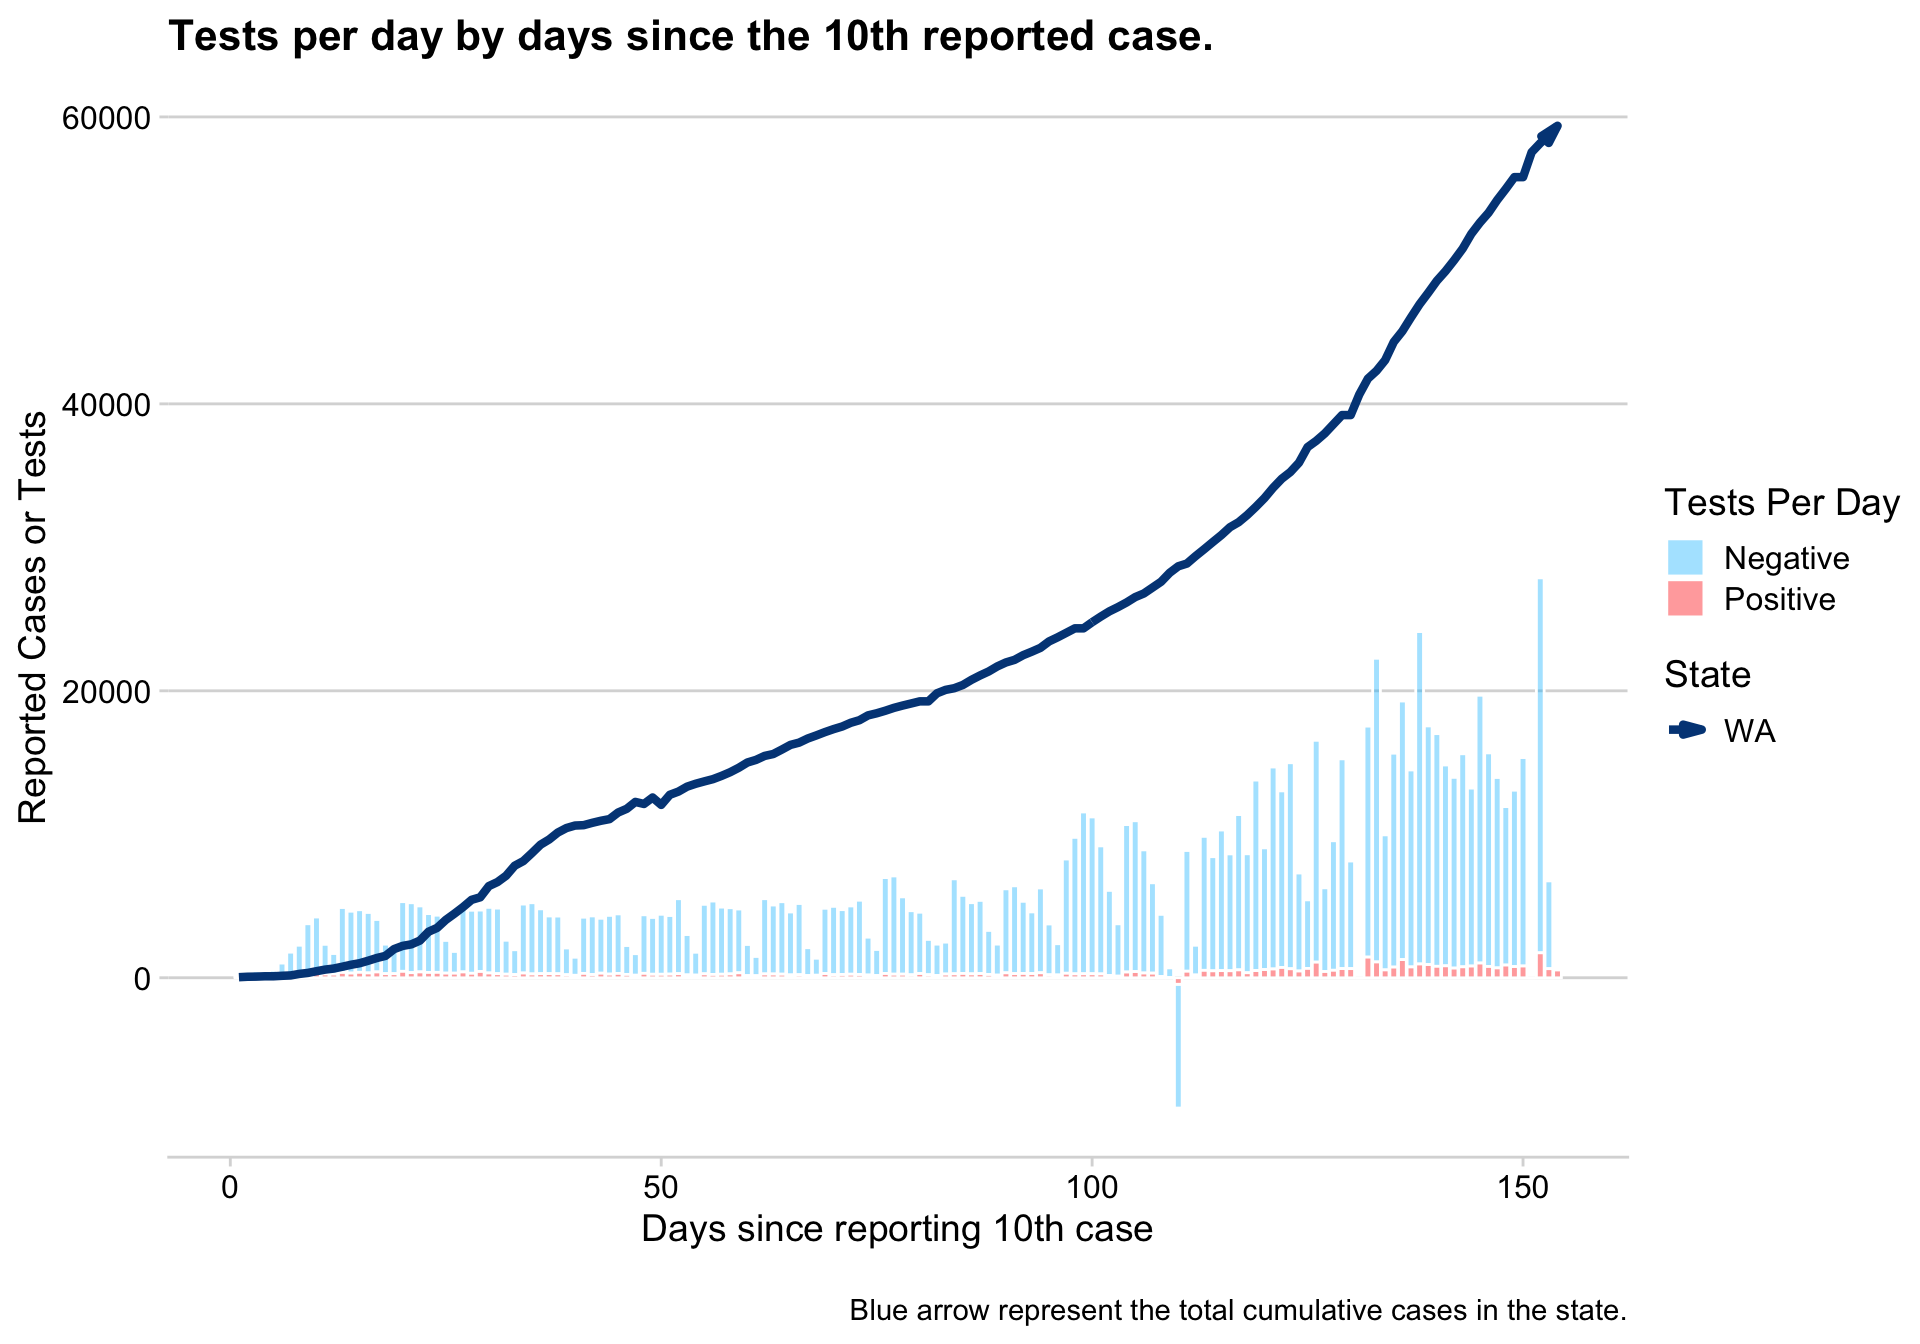 Tests per day by days since the 10th reported case.
60000
40000
20000
0
Reported Cases or Tests
0
50
100
150
Days since reporting 10th case
Tests Per Day
Negative
Positive
State
WA
Blue arrow represent the total cumulative cases in the state.